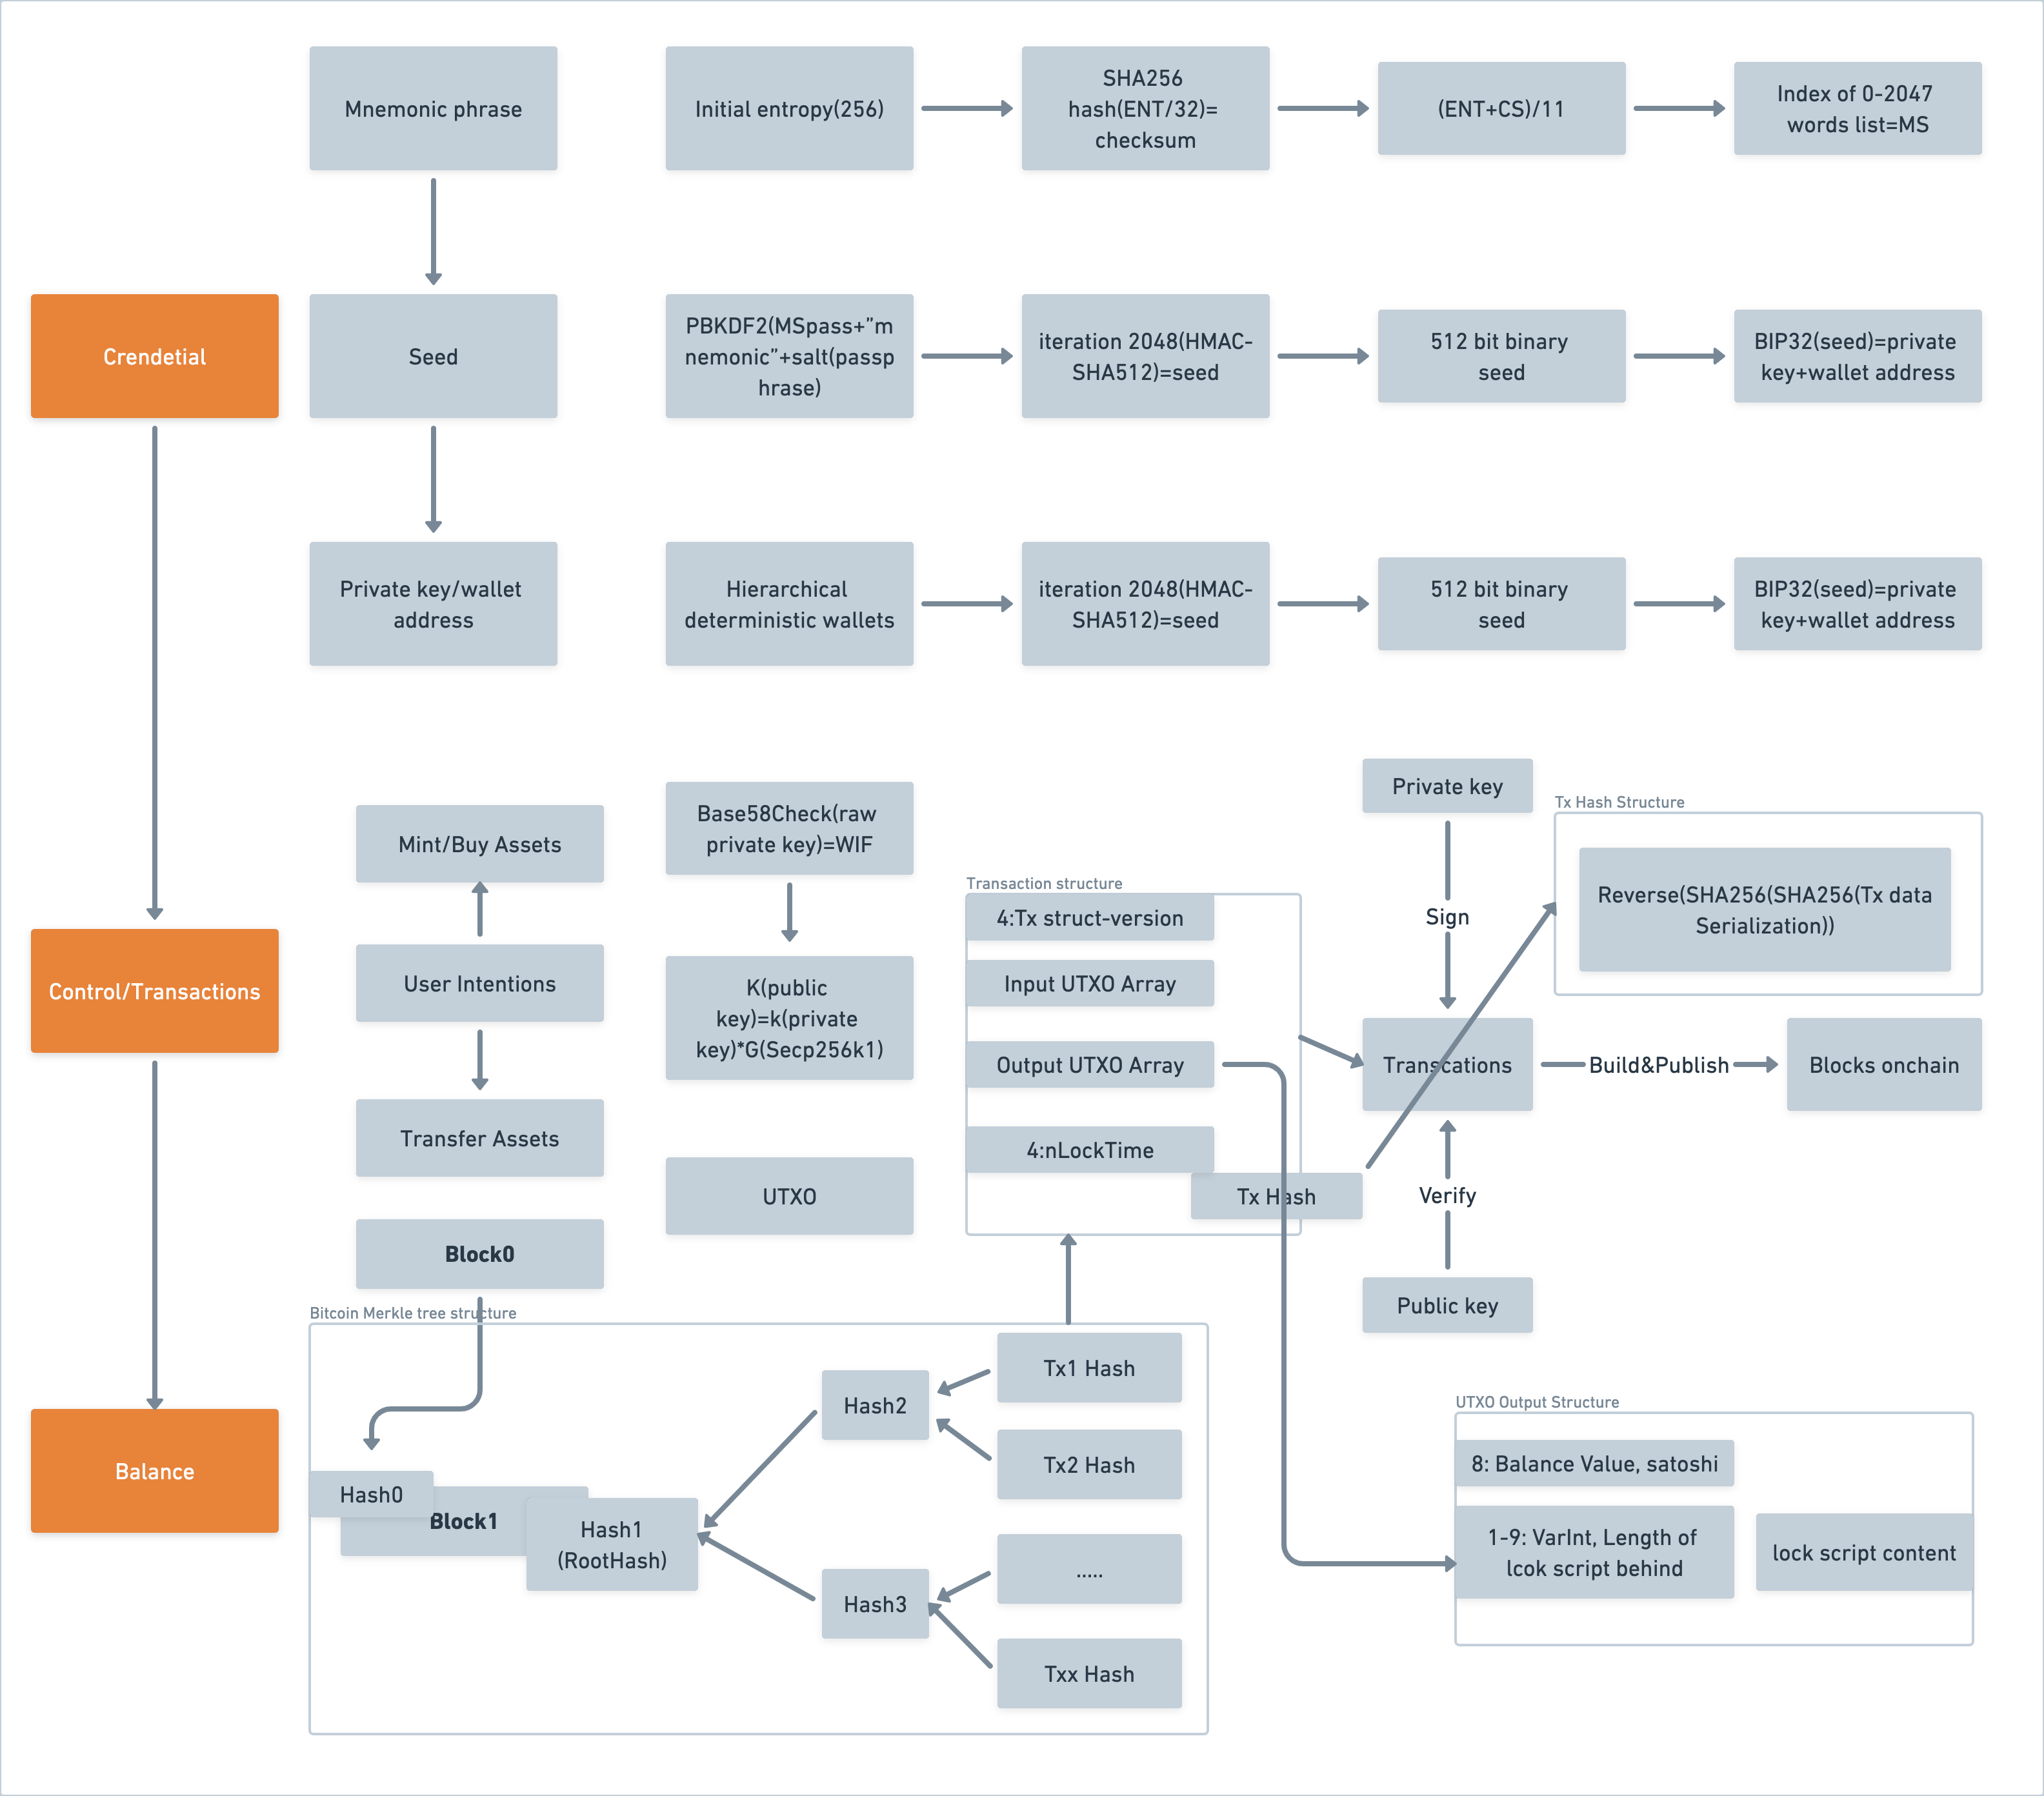 Mnemonic phrase
Initial entropy(256)
SHA256
hash(ENT/32)=
checksum
(ENT+CS)/11
Index of 0-2047
words list=MS
Crendetial
Seed
PBKDF2(MSpass+”m
nemonic”+salt(passp
hrase)
iteration 2048(HMAC-
SHA512)=seed
512 bit binary
seed
BIP32(seed)=private
key+wallet address
Private key/wallet
address
Hierarchical
deterministic wallets
iteration 2048(HMAC-
SHA512)=seed
512 bit binary
seed
BIP32(seed)=private
key+wallet address
Control/Transactions
Mint/Buy Assets
User Intentions
Transfer Assets
Base58Check(raw
private key)=WIF
K(public
key)=k(private
key)*G(Secp256k1)
UTXO
Transaction structure
4:Tx struct-version
Input UTXO Array
Output UTXO Array
4:nLockTime
Tx Hash
Private key
Sign
Transcations
Verify
Public key
Build&Publish
Blocks onchain
Tx Hash Structure
Reverse(SHA256(SHA256(Tx data
Serialization))
Balance
Block0
Bitcoin Merkle tree structure
Hash0
Block1
Hash1
(RootHash)
Hash2
Hash3
Tx1 Hash
Tx2 Hash
.....
Txx Hash
UTXO Output Structure
8: Balance Value, satoshi
1-9: VarInt, Length of
lcok script behind
lock script content